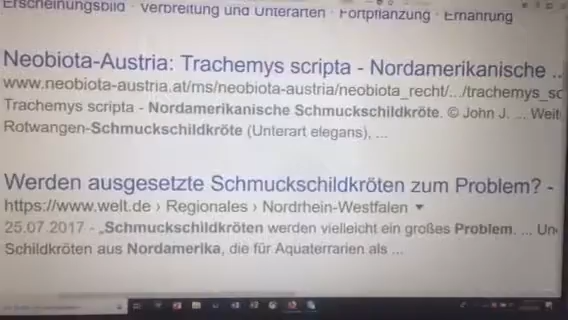 Erscheinungsbild · Verbreitung und Unterarten · Fortpflanzung · Ernährung
Neobiota-Austria: Trachemys scripta - Nordamerikanische ...
www.neobiota-austria.at/ms/neobiota-austria/neobiota_recht/.../trachemys_sc
Trachemys scripta - Nordamerikanische Schmuckschildkröte. © John J. ... Weit
Rotwangen-Schmuckschildkröte (Unterart elegans), ...
Werden ausgesetzte Schmuckschildkröten zum Problem? -
https://www.welt.de › Regionales › Nordrhein-Westfalen
25.07.2017 - „Schmuckschildkröten werden vielleicht ein großes Problem. ... Un
Schildkröten aus Nordamerika, die für Aquaterrarien als ...